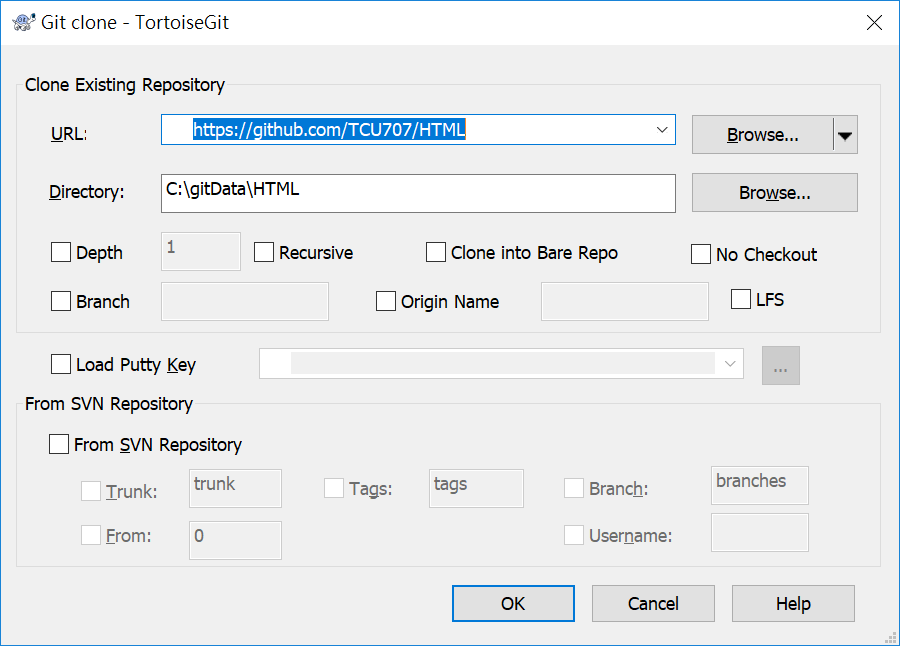 Git clone - TortoiseGit
Clone Existing Repository
URL:
https://github.com/TCU707/HTML
Browse...
Directory:
C:\gitData\HTML
Browse...
Depth
1
Recursive
Clone into Bare Repo
No Checkout
Branch
Origin Name
LFS
Load Putty Key
...
From SVN Repository
From SVN Repository
Trunk:
trunk
Tags:
tags
Branch:
branches
From:
0
Username:
OK
Cancel
Help